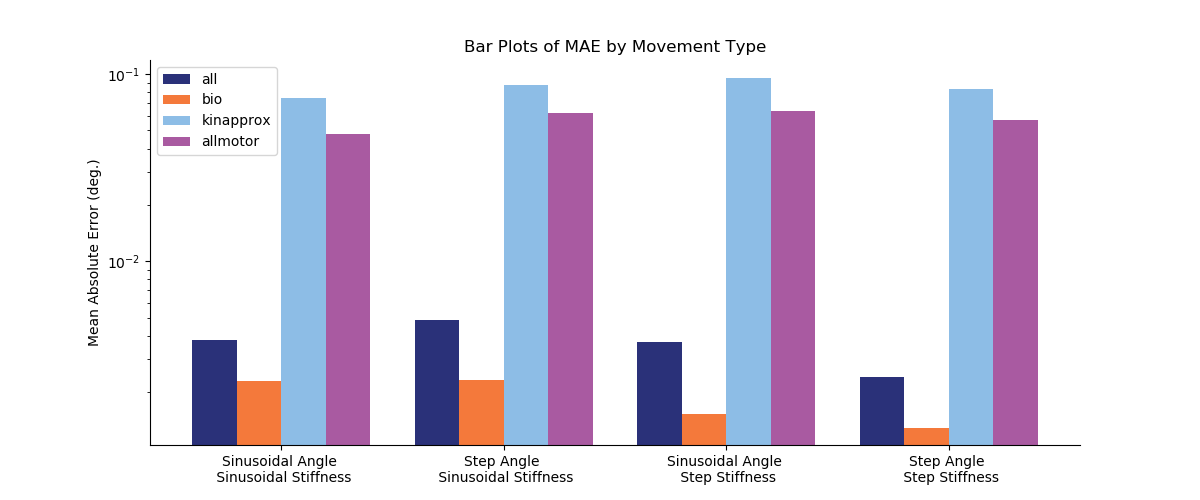 Bar Plots of MAE by Movement Type
all
bio
kinapprox
allmotor
Mean Absolute Error (deg.)
10⁻¹
10⁻²
Sinusoidal Angle
Sinusoidal Stiffness
Step Angle
Sinusoidal Stiffness
Sinusoidal Angle
Step Stiffness
Step Angle
Step Stiffness